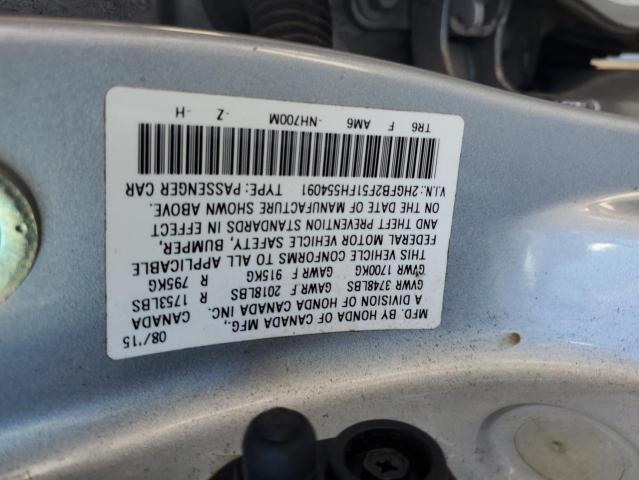 MFD. BY HONDA OF CANADA MFG., 08/'15
A DIVISION OF HONDA CANADA INC. CANADA
GVWR 3748LBS GAWR F 2018LBS R 1753LBS
GVWR 1700KG GAWR F 915KG R 795KG
THIS VEHICLE CONFORMS TO ALL APPLICABLE
FEDERAL MOTOR VEHICLE SAFETY, BUMPER,
AND THEFT PREVENTION STANDARDS IN EFFECT
ON THE DATE OF MANUFACTURE SHOWN ABOVE.
V.I.N.: 2HGFB2F51FH554091 TYPE: PASSENGER CAR
TR6 F AM6 -NH700M -Z -H